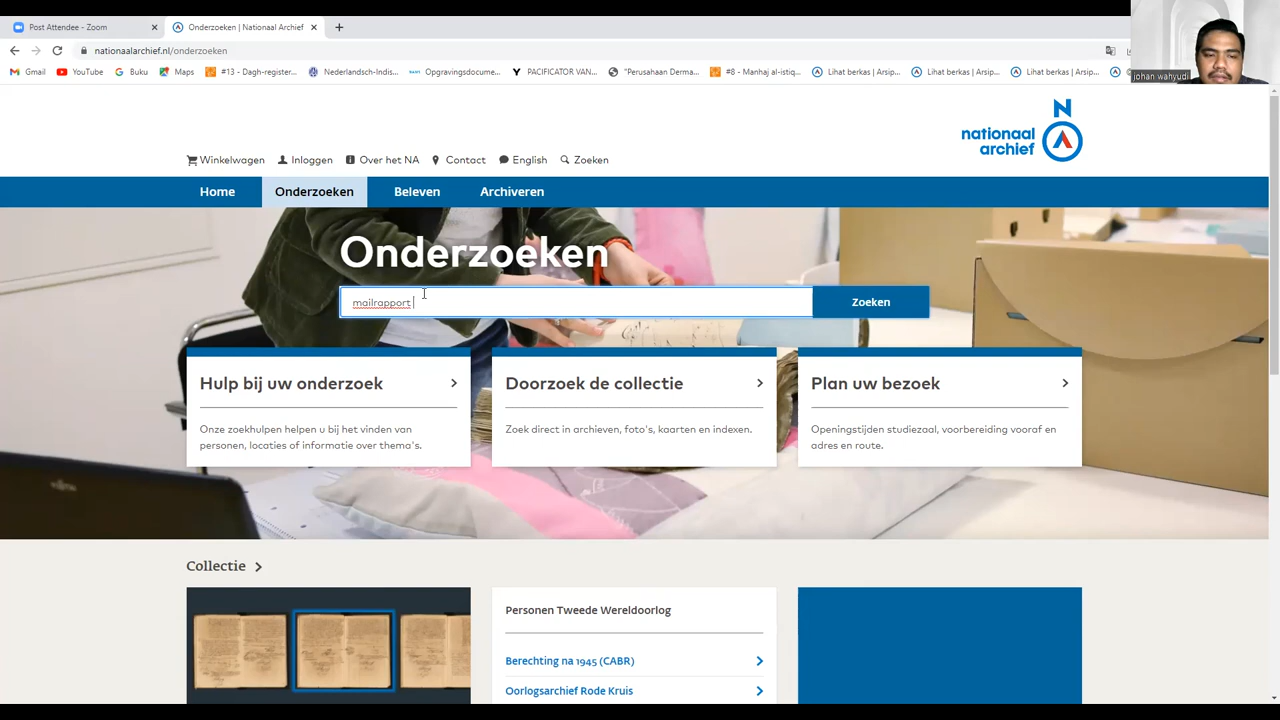 Post Attendee - Zoom
Onderzoeken | Nationaal Archief
nationaalarchief.nl/onderzoeken
Gmail
YouTube
Buku
Maps
#13 - Dagh-register...
Nederlandsch-Indis...
Opgravingsdocume...
PACIFICATOR VAN...
"Perusahaan Derma...
#8 - Manhaj al-istiq...
Lihat berkas | Arsip...
Lihat berkas | Arsip...
Lihat berkas | Arsip...
johan wahyudi
nationaal
archief
Winkelwagen
Inloggen
Over het NA
Contact
English
Zoeken
Home
Onderzoeken
Beleven
Archiveren
Onderzoeken
mailrapport
Zoeken
Hulp bij uw onderzoek
Onze zoekhulpen helpen u bij het vinden van
personen, locaties of informatie over thema's.
Doorzoek de collectie
Zoek direct in archieven, foto's, kaarten en indexen.
Plan uw bezoek
Openingstijden studiezaal, voorbereiding vooraf en
adres en route.
Collectie
Personen Tweede Wereldoorlog
Berechting na 1945 (CABR)
Oorlogsarchief Rode Kruis